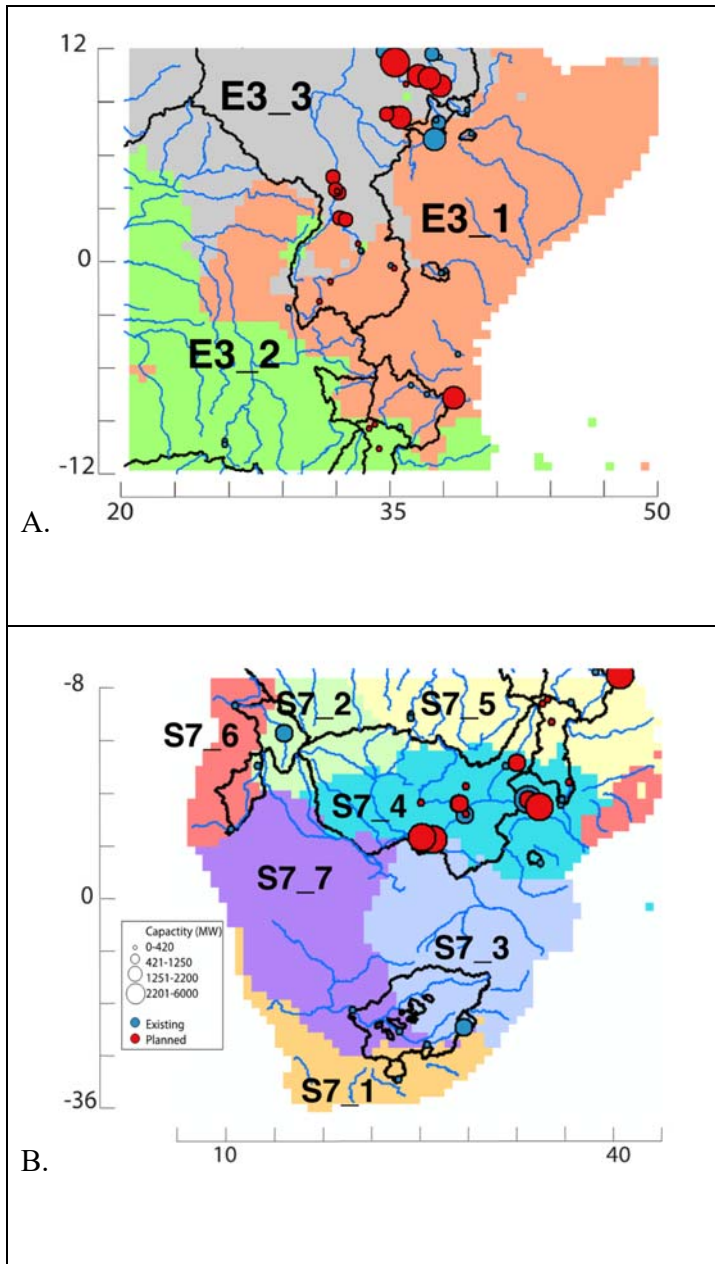 12
E3_3
E3_1
0
E3_2
-12
20
35
50
A.
-8
S7_2
S7_5
S7_6
S7_4
S7_7
0
Capactity (MW)
0-420
421-1250
1251-2200
2201-6000
Existing
Planned
S7_3
S7_1
-36
10
40
B.